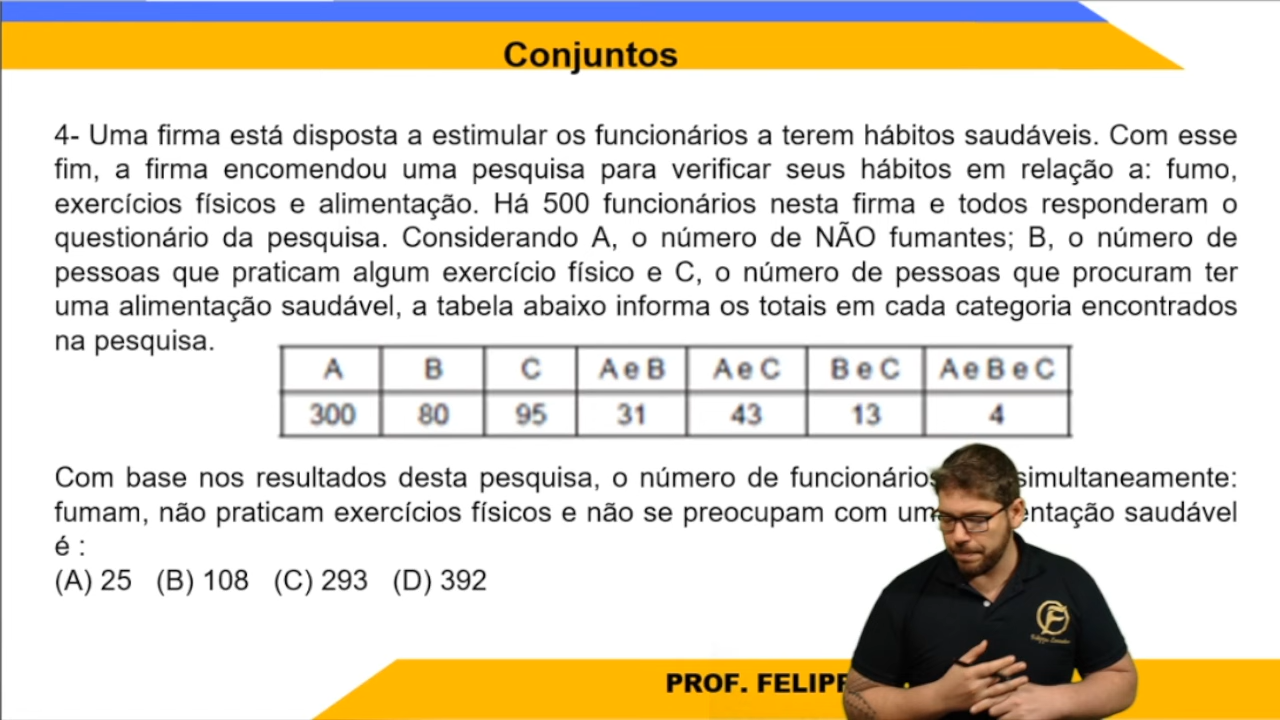 Conjuntos
4- Uma firma está disposta a estimular os funcionários a terem hábitos saudáveis. Com esse
fim, a firma encomendou uma pesquisa para verificar seus hábitos em relação a: fumo,
exercícios físicos e alimentação. Há 500 funcionários nesta firma e todos responderam o
questionário da pesquisa. Considerando A, o número de NÃO fumantes; B, o número de
pessoas que praticam algum exercício físico e C, o número de pessoas que procuram ter
uma alimentação saudável, a tabela abaixo informa os totais em cada categoria encontrados
na pesquisa.
A B C A e B A e C B e C A e B e C
300 80 95 31 43 13 4
Com base nos resultados desta pesquisa, o número de funcionários simultaneamente:
fumam, não praticam exercícios físicos e não se preocupam com saudável
é :
(A) 25 (B) 108 (C) 293 (D) 392
PROF.